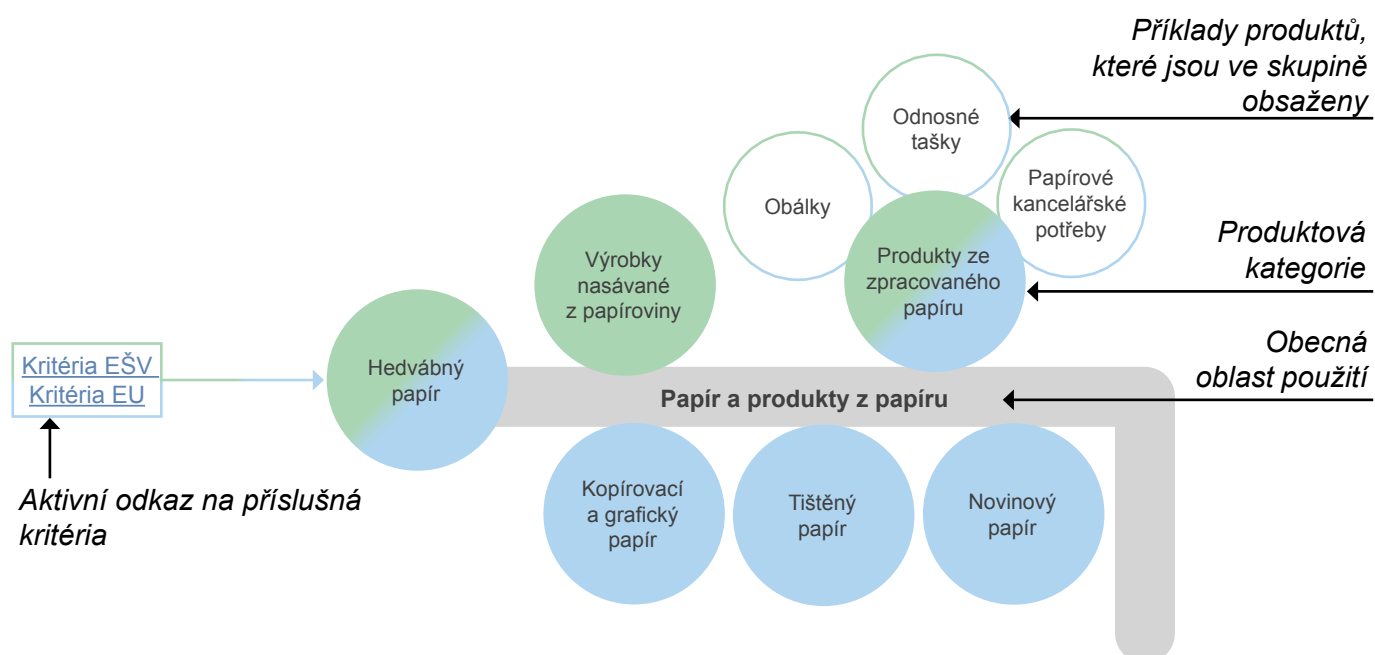 Příklady produktů,
které jsou ve skupině
obsaženy
Odnosné
tašky
Obálky
Papírové
kancelářské
potřeby
Výrobky
nasávané
z papíroviny
Produkty ze
zpracovaného
papíru
Produktová
kategorie
Kritéria EŠV
Kritéria EU
Hedvábný
papír
Obecná
oblast použití
Papír a produkty z papíru
Aktivní odkaz na příslušná
kritéria
Kopírovací
a grafický
papír
Tištěný
papír
Novinový
papír